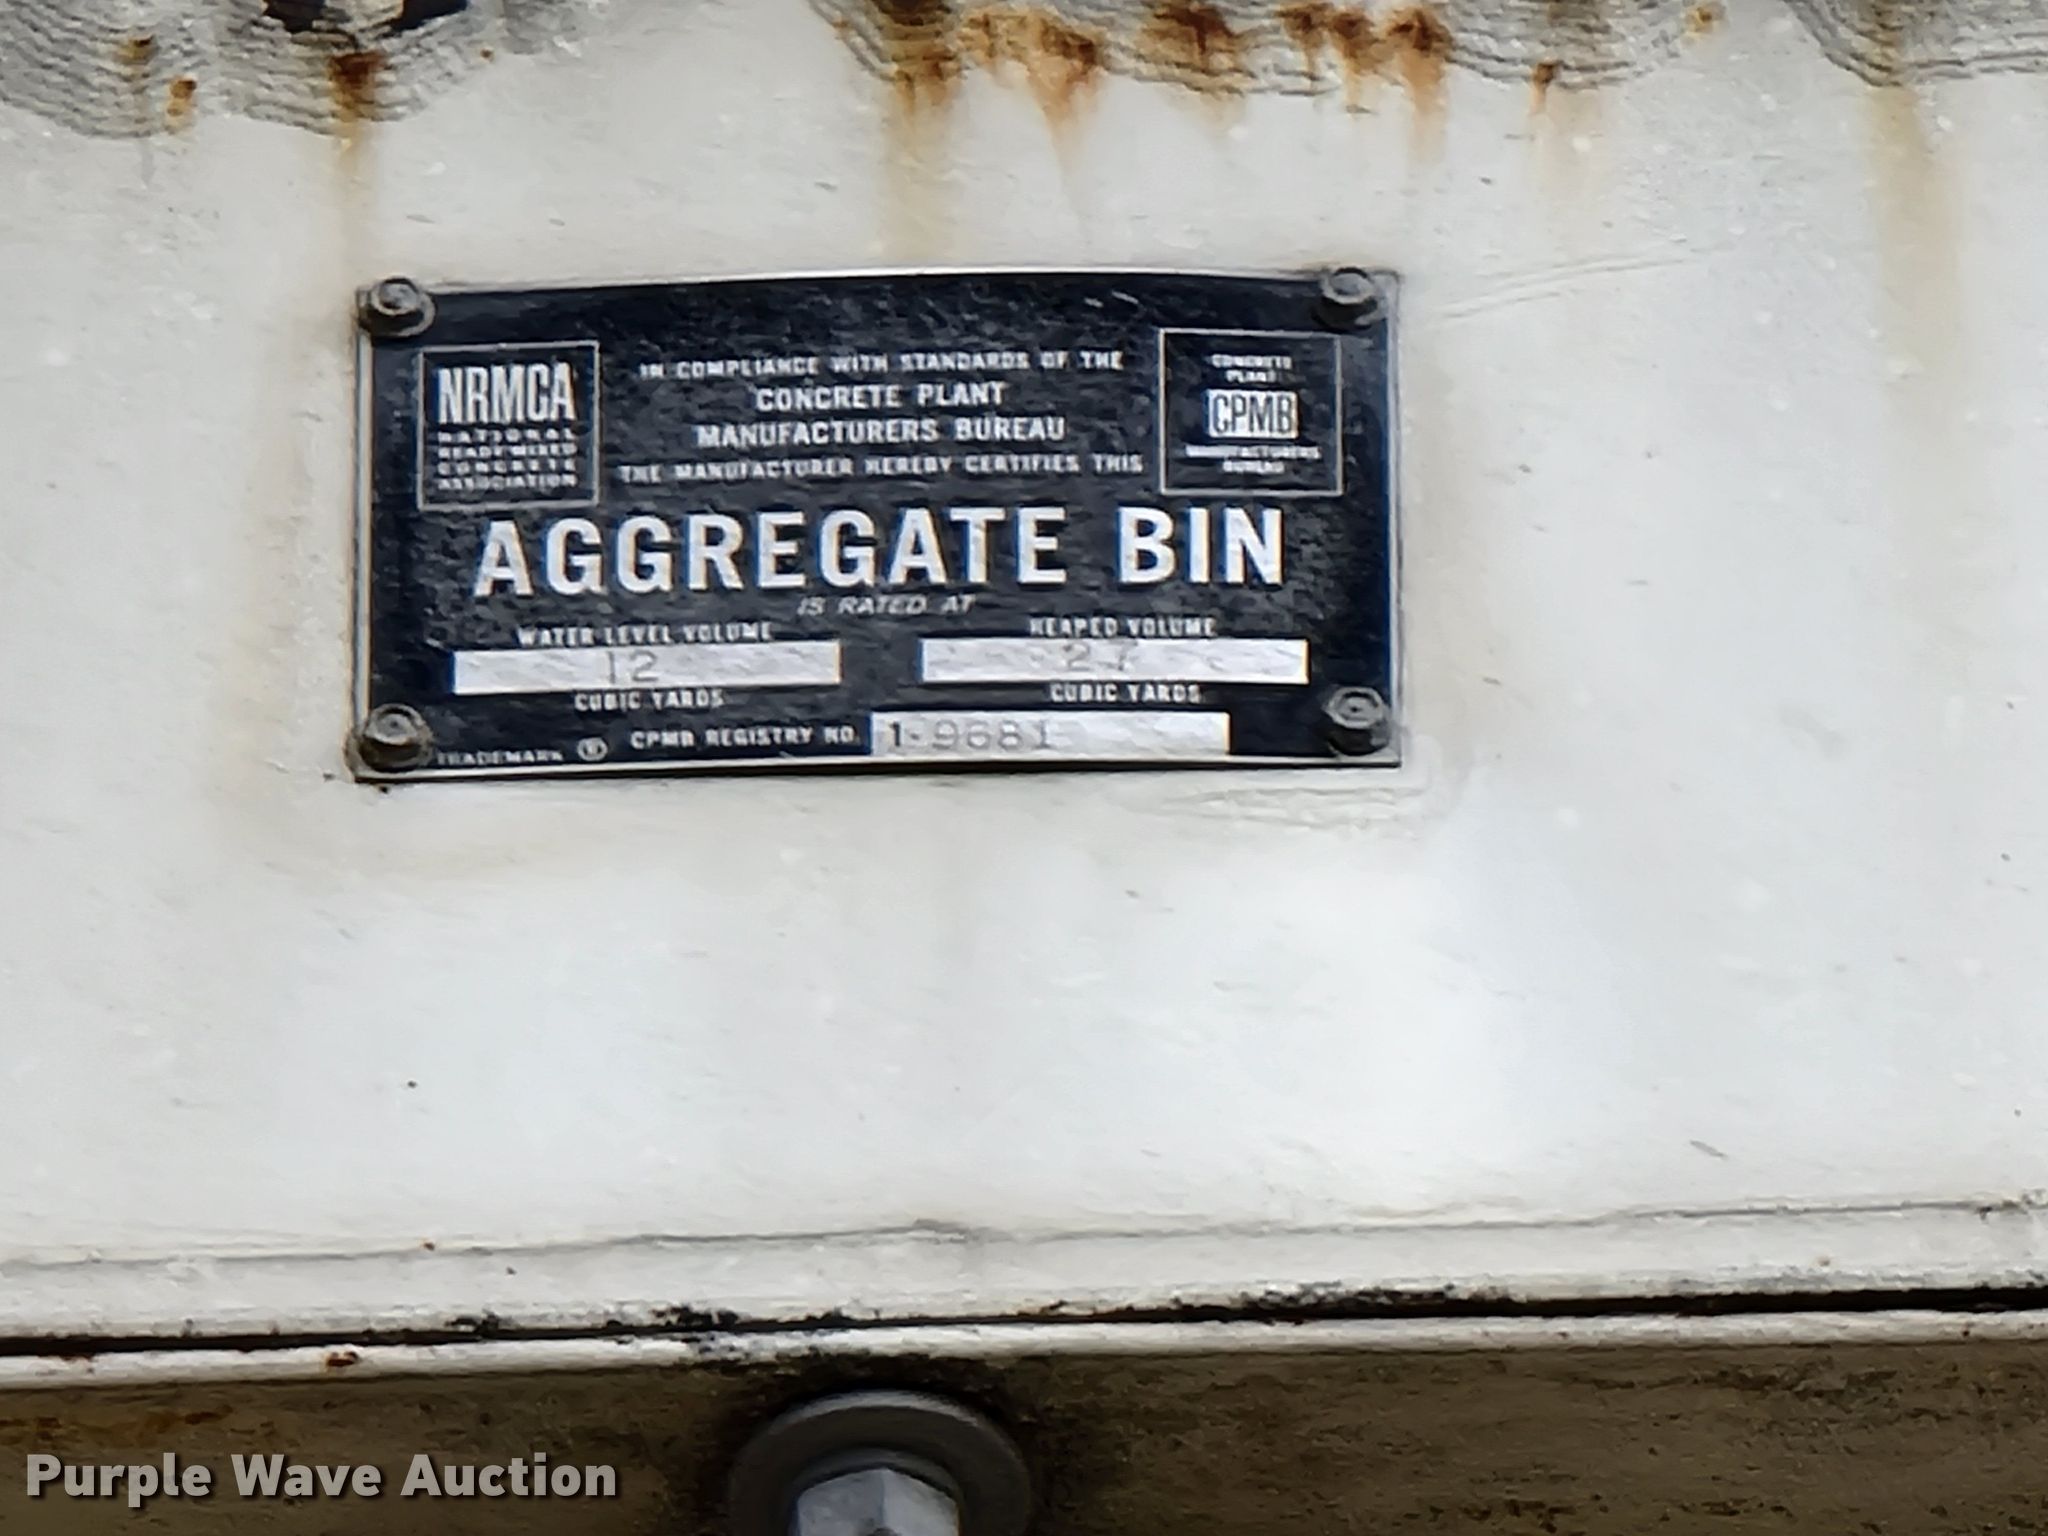 NRMCA
NATIONAL
READY MIXED
CONCRETE
ASSOCIATION
IN COMPLIANCE WITH STANDARDS OF THE
CONCRETE PLANT
MANUFACTURERS BUREAU
THE MANUFACTURER HEREBY CERTIFIES THIS
CONCRETE
PLANT
CPMB
MANUFACTURERS
BUREAU
AGGREGATE BIN
IS RATED AT
WATER LEVEL VOLUME
12
CUBIC YARDS
HEAPED VOLUME
27
CUBIC YARDS
TRADEMARK ® CPMB REGISTRY NO. 1-9681
Purple Wave Auction